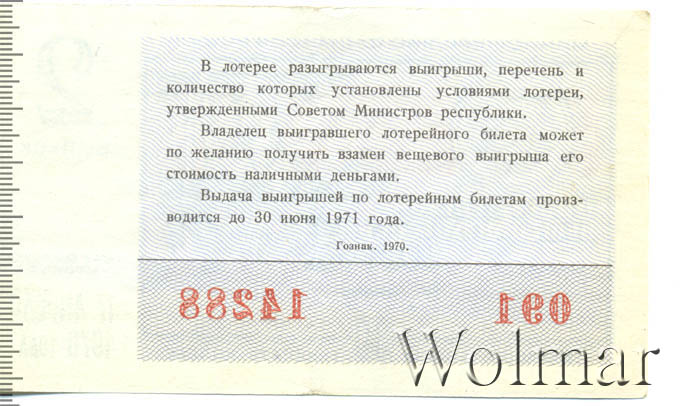 В лотерее разыгрываются выигрыши, перечень и
количество которых установлены условиями лотереи,
утвержденными Советом Министров республики.
Владелец выигравшего лотерейного билета может
по желанию получить взамен вещевого выигрыша его
стоимость наличными деньгами.
Выдача выигрышей по лотерейным билетам произ-
водится до 30 июня 1971 года.
Гознак. 1970.
14288 091
Wolmar